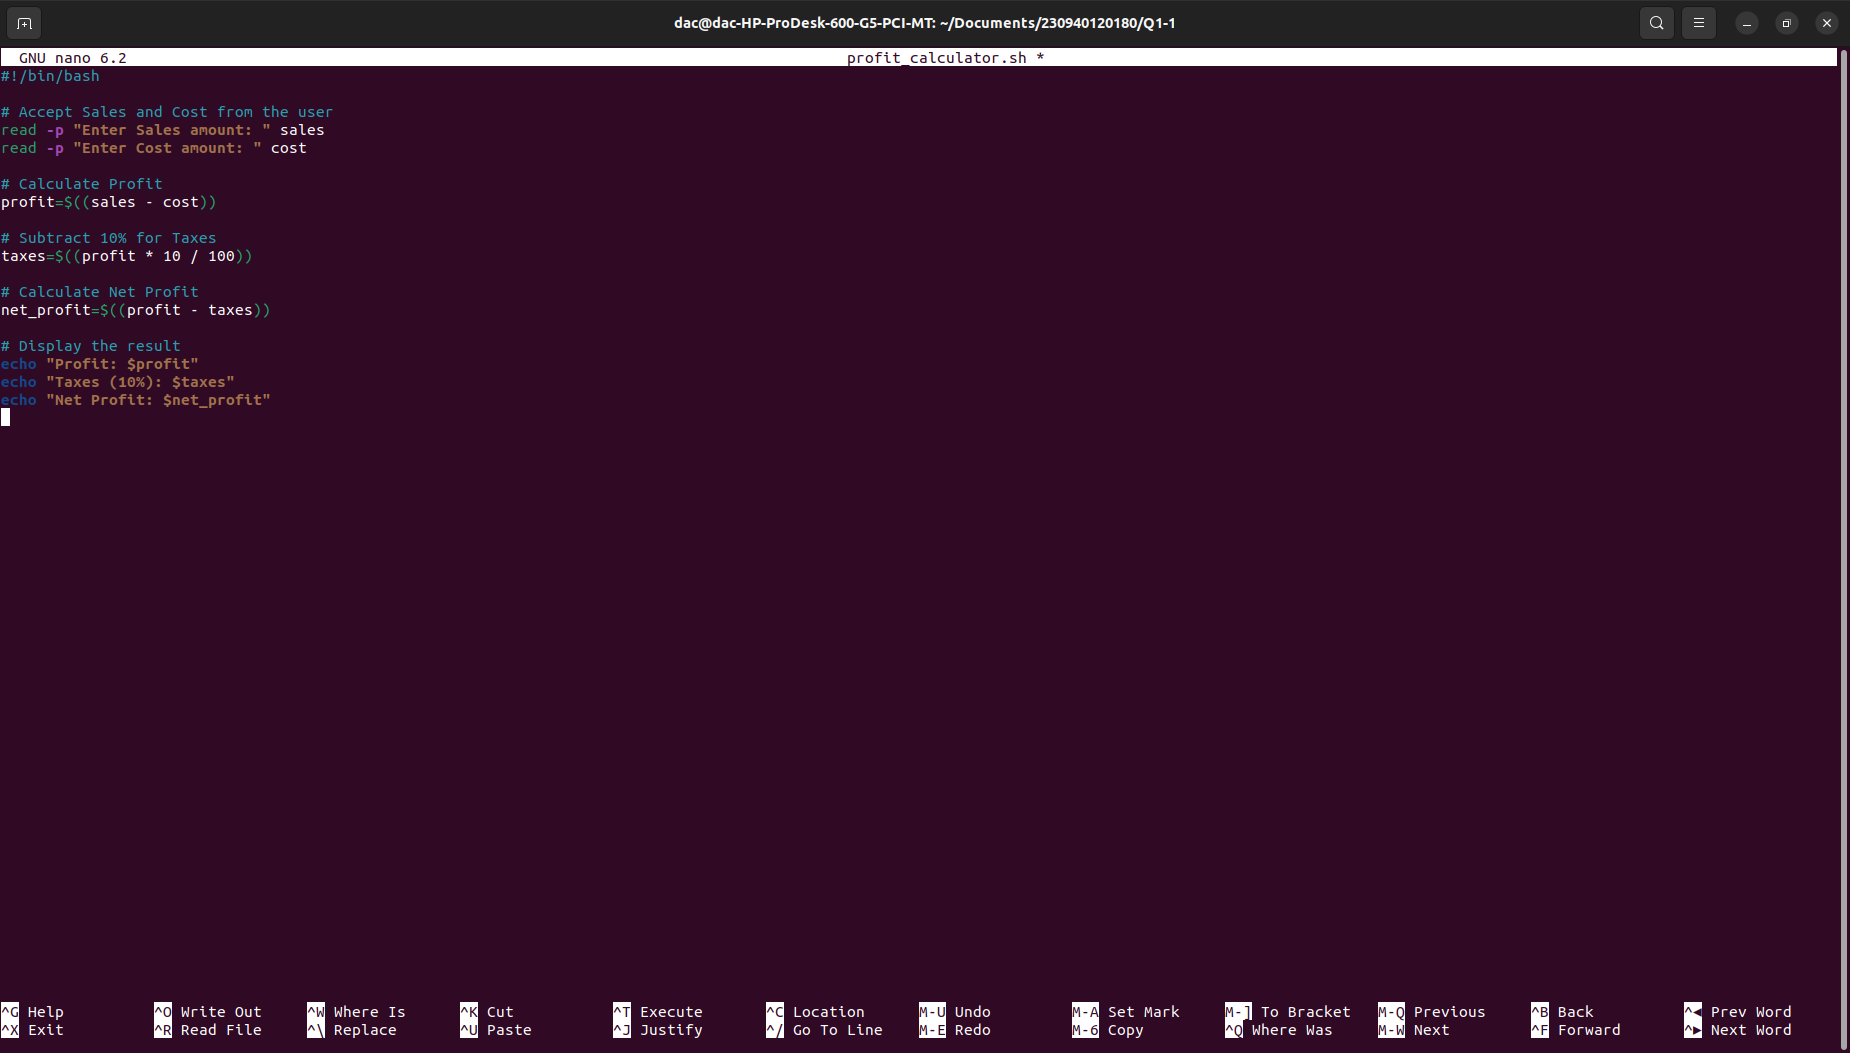 dac@dac-HP-ProDesk-600-G5-PCI-MT: ~/Documents/230940120180/Q1-1
GNU nano 6.2 profit_calculator.sh *
#!/bin/bash
# Accept Sales and Cost from the user
read -p "Enter Sales amount: " sales
read -p "Enter Cost amount: " cost
# Calculate Profit
profit=$((sales - cost))
# Subtract 10% for Taxes
taxes=$((profit * 10 / 100))
# Calculate Net Profit
net_profit=$((profit - taxes))
# Display the result
echo "Profit: $profit"
echo "Taxes (10%): $taxes"
echo "Net Profit: $net_profit"
^G Help ^O Write Out ^W Where Is ^K Cut ^T Execute ^C Location M-U Undo M-A Set Mark M-] To Bracket M-Q Previous ^B Back ^◀ Prev Word
^X Exit ^R Read File ^\ Replace ^U Paste ^J Justify ^/ Go To Line M-E Redo M-6 Copy ^Q Where Was M-W Next ^F Forward ^▶ Next Word